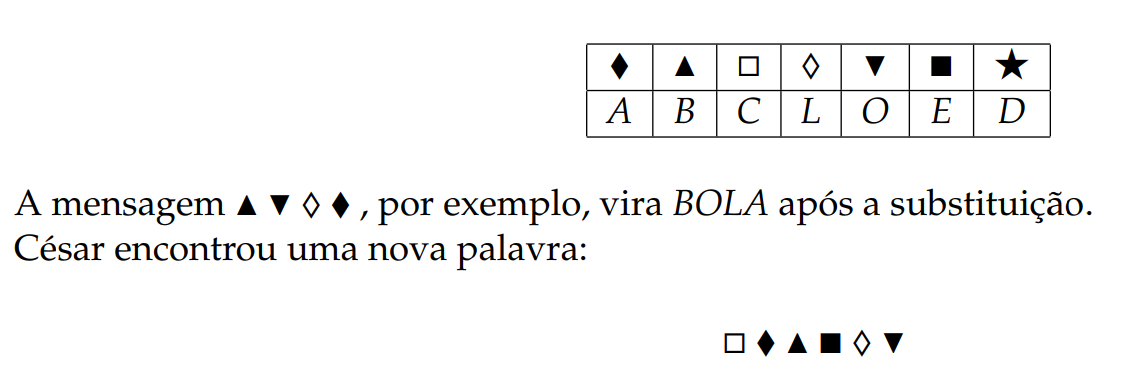 ♦ ▲ □ ◊ ▼ ■ ★
A B C L O E D
A mensagem ▲ ▼ ◊ ♦ , por exemplo, vira BOLA após a substituição.
César encontrou uma nova palavra:
□ ♦ ▲ ■ ◊ ▼